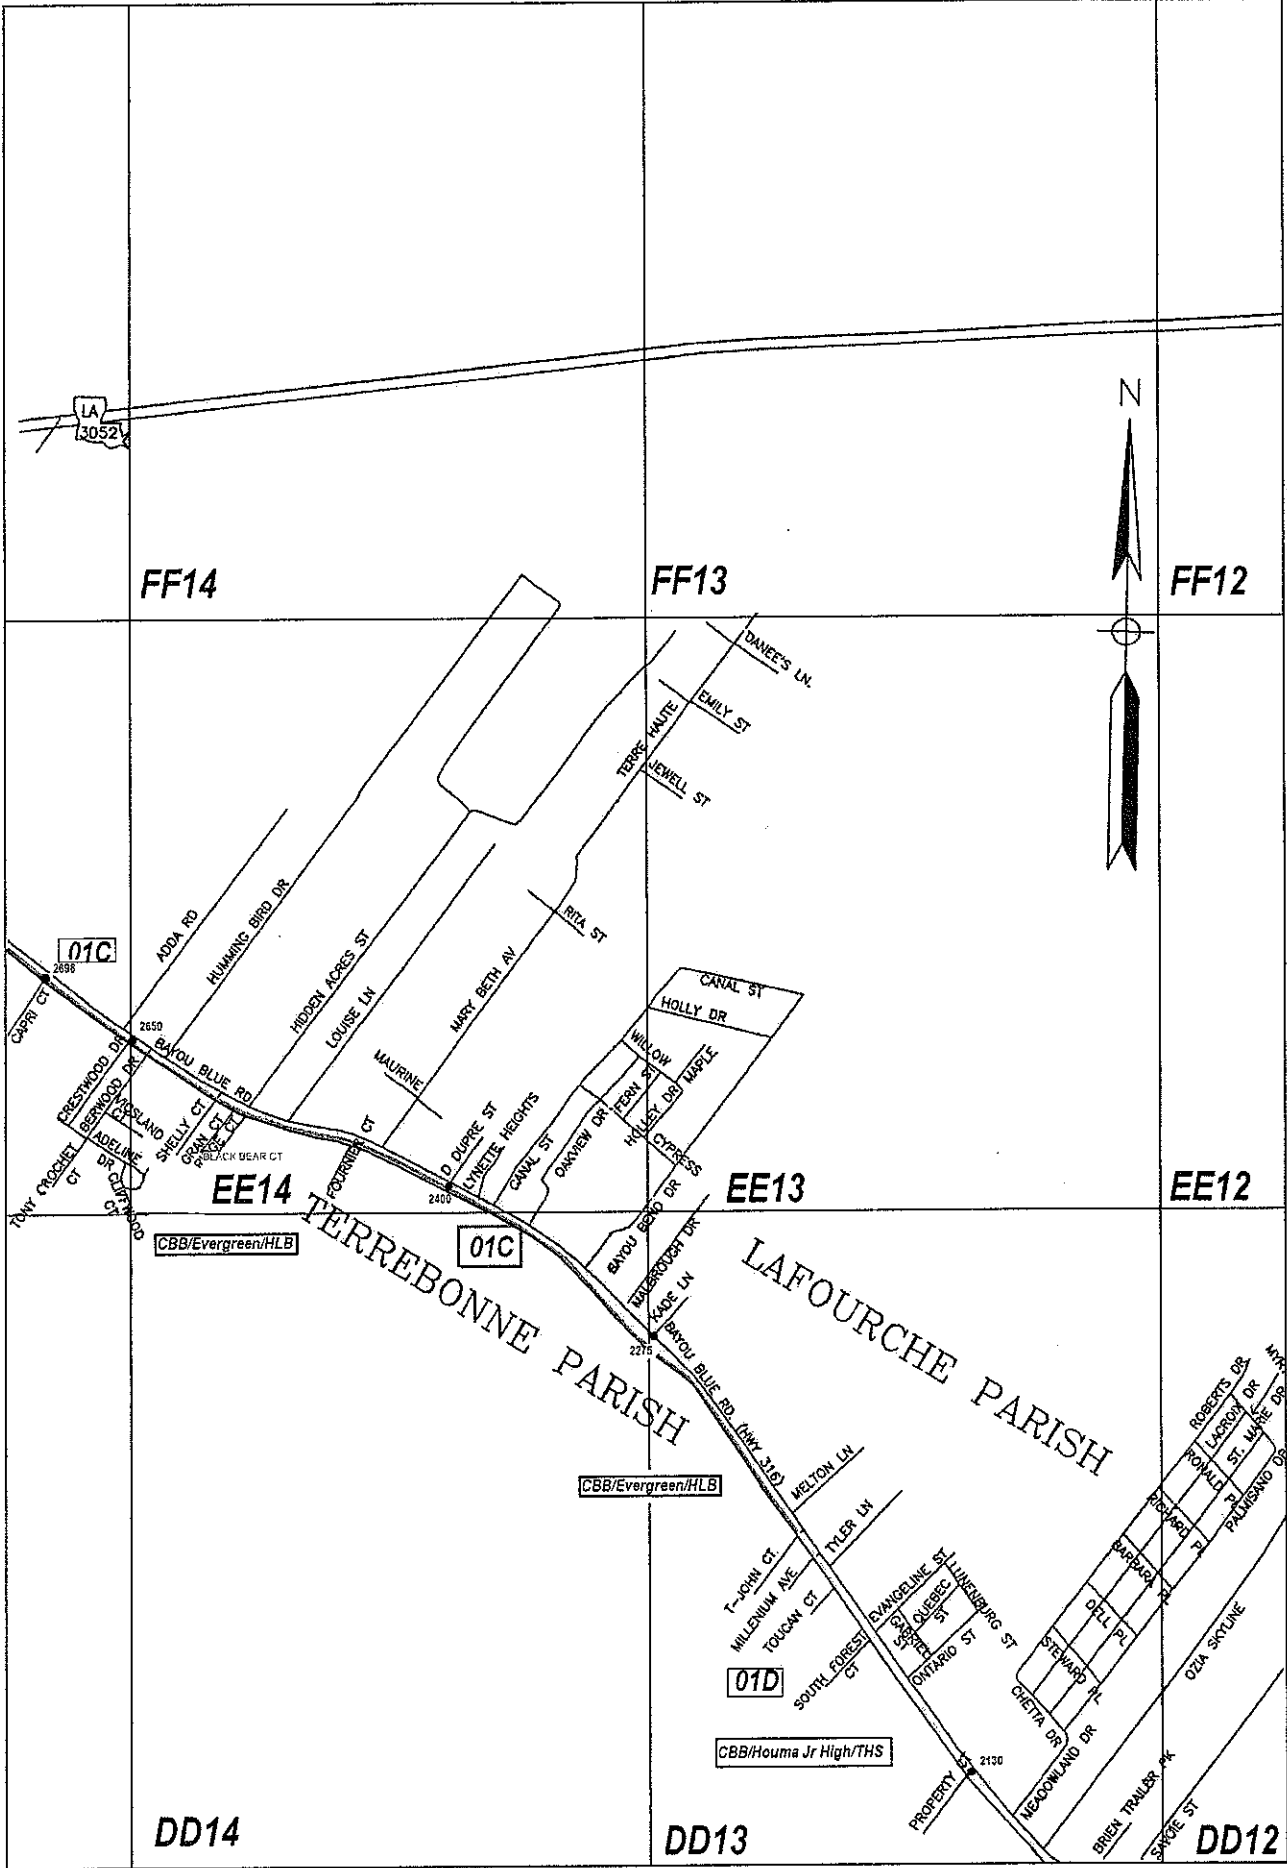 LA
3052
N
FF14
FF13
FF12
DANEE'S LN.
EMILY ST
TERRE HAUTE
JEWELL ST
ADDA RD
HUMMING BIRD DR
RITA ST
01C
2698
HIDDEN ACRES ST
LOUISE LN
MARY BETH AV
CANAL ST
HOLLY DR
CAPRI CT
2650
BAYOU BLUE RD
MAURINE
WILLOW
FERN ST
MAPLE
HOLLEY DR
CRESTWOOD DR
BERWOOD DR
MOSLAND CT
ADELINE DR
SHELLY CT
GRAN CT
PAGE CT
BLACK BEAR CT
TONY CROCHET CT
CLIFTWOOD CT
FOURNIER CT
D DUPRE ST
LYNETTE HEIGHTS
CANAL ST
OAKVIEW DR
CYPRESS
2400
EE14
EE13
EE12
CBB/Evergreen/HLB
TERREBONNE PARISH
01C
BAYOU BEND DR
MALBROUGH DR
KADE LN
LAFOURCHE PARISH
2275
BAYOU BLUE RD. (HWY 316)
ROBERTS DR
LACROIX DR
ST. MARIE DR
RONALD PL
PALMISANO DR
RICHARD PL
BARBARA PL
DELL PL
STEWARD PL
CHETTA DR
OZIA SKYLINE
CBB/Evergreen/HLB
MELTON LN
TYLER LN
T-JOHN CT.
MILLENIUM AVE
TOUCAN CT
EVANGELINE ST
QUEBEC ST
LUNENBURG ST
GABRIEL ST
ONTARIO ST
SOUTH FOREST CT
01D
CBB/Houma Jr High/THS
2130
PROPERTY
MEADOWLAND DR
BRIEN TRAILER PK
SAVOIE ST
DD14
DD13
DD12